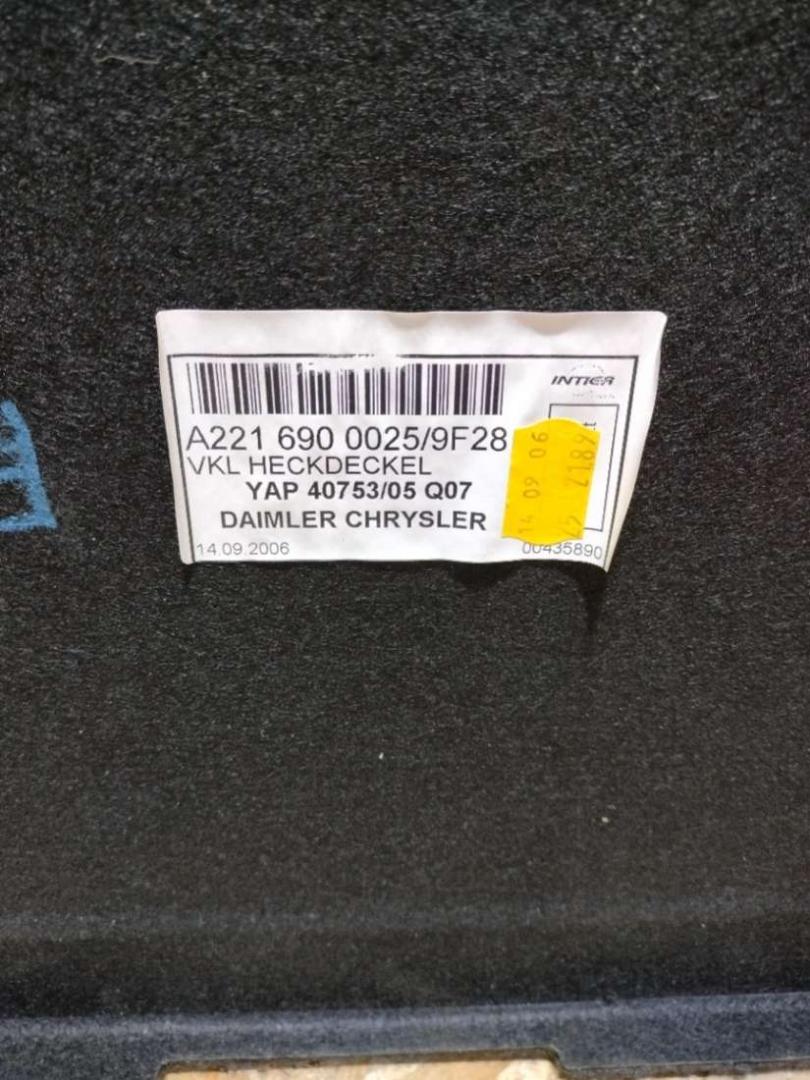 INTIER
A221 690 0025/9F28
VKL HECKDECKEL
YAP 40753/05 Q07
DAIMLER CHRYSLER
14.09.2006
00435890
14 09 06